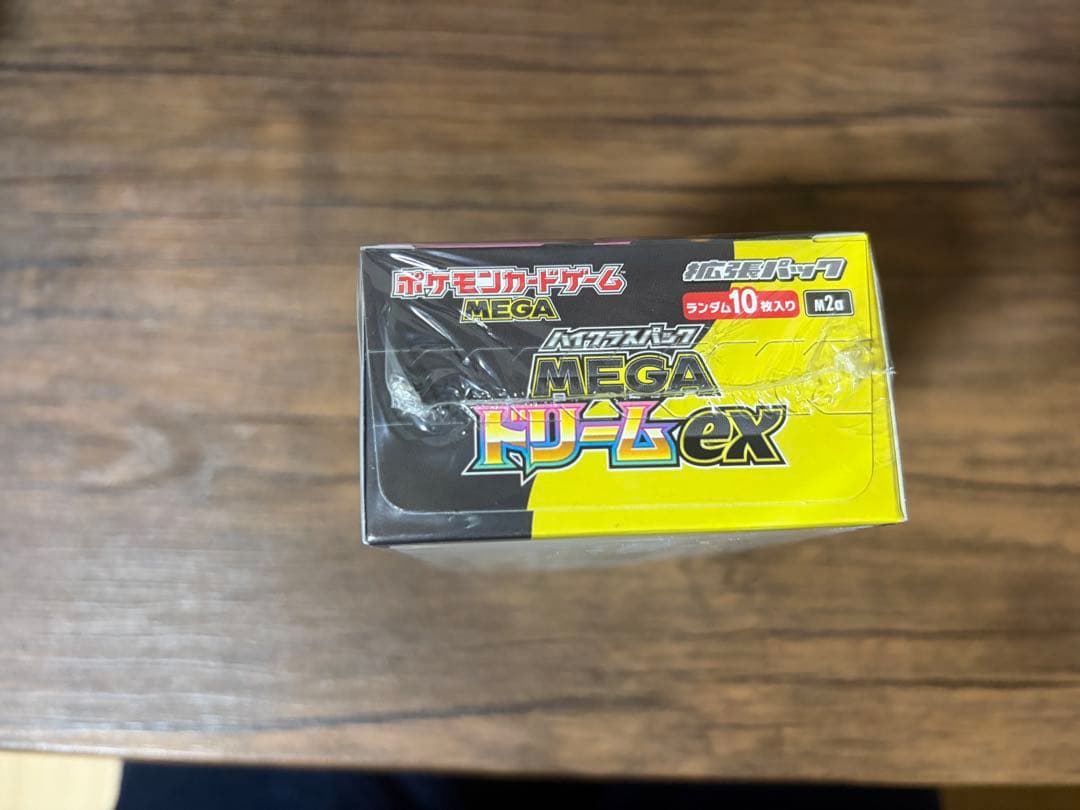 ポケモンカードゲーム
MEGA
拡張パック
ランダム10枚入り M2a
ハイクラスパック
MEGA
ドリームex